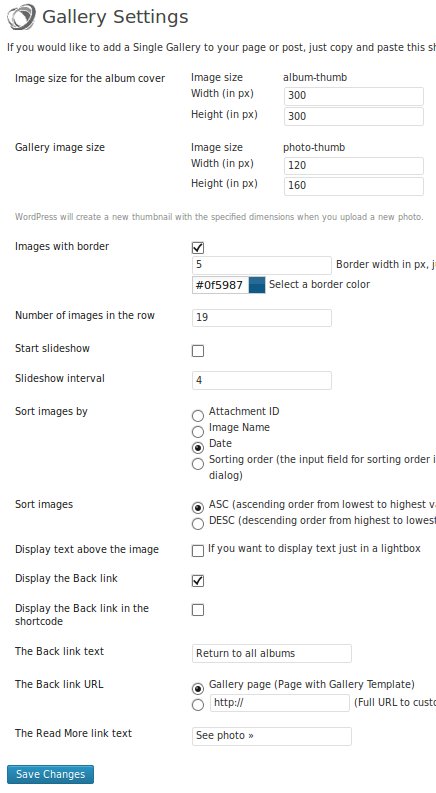 Gallery Settings
If you would like to add a Single Gallery to your page or post, just copy and paste this
Image size for the album cover Image size album-thumb
Width (in px) 300
Height (in px) 300
Gallery image size Image size photo-thumb
Width (in px) 120
Height (in px) 160
WordPress will create a new thumbnail with the specified dimensions when you upload a new photo.
Images with border
5 Border width in px,
#0f5987 Select a border color
Number of images in the row 19
Start slideshow
Slideshow interval 4
Sort images by Attachment ID
Image Name
Date
Sorting order (the input field for sorting order
dialog)
Sort images ASC (ascending order from lowest to highest
DESC (descending order from highest to lowest
Display text above the image If you want to display text just in a lightbox
Display the Back link
Display the Back link in the
shortcode
The Back link text Return to all albums
The Back link URL Gallery page (Page with Gallery Template)
http:// (Full URL to
The Read More link text See photo »
Save Changes